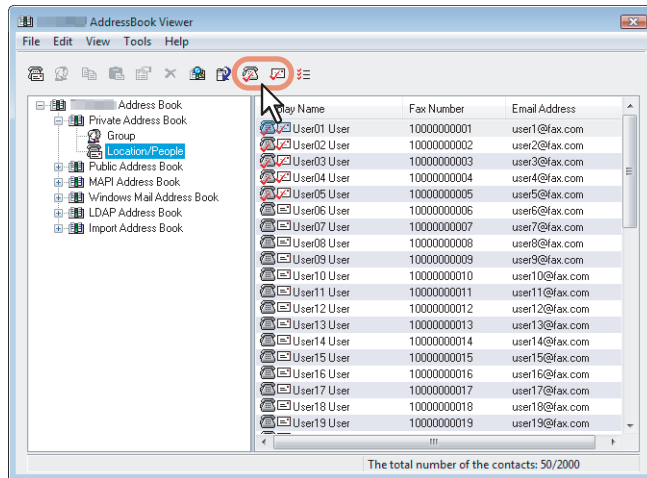 AddressBook Viewer
File Edit View Tools Help
Address Book
Private Address Book
Group
Location/People
Public Address Book
MAPI Address Book
Windows Mail Address Book
LDAP Address Book
Import Address Book
lay Name Fax Number Email Address
User01 User 10000000001 user1@fax.com
User02 User 10000000002 user2@fax.com
User03 User 10000000003 user3@fax.com
User04 User 10000000004 user4@fax.com
User05 User 10000000005 user5@fax.com
User06 User 10000000006 user6@fax.com
User07 User 10000000007 user7@fax.com
User08 User 10000000008 user8@fax.com
User09 User 10000000009 user9@fax.com
User10 User 10000000010 user10@fax.com
User11 User 10000000011 user11@fax.com
User12 User 10000000012 user12@fax.com
User13 User 10000000013 user13@fax.com
User14 User 10000000014 user14@fax.com
User15 User 10000000015 user15@fax.com
User16 User 10000000016 user16@fax.com
User17 User 10000000017 user17@fax.com
User18 User 10000000018 user18@fax.com
User19 User 10000000019 user19@fax.com
The total number of the contacts: 50/2000